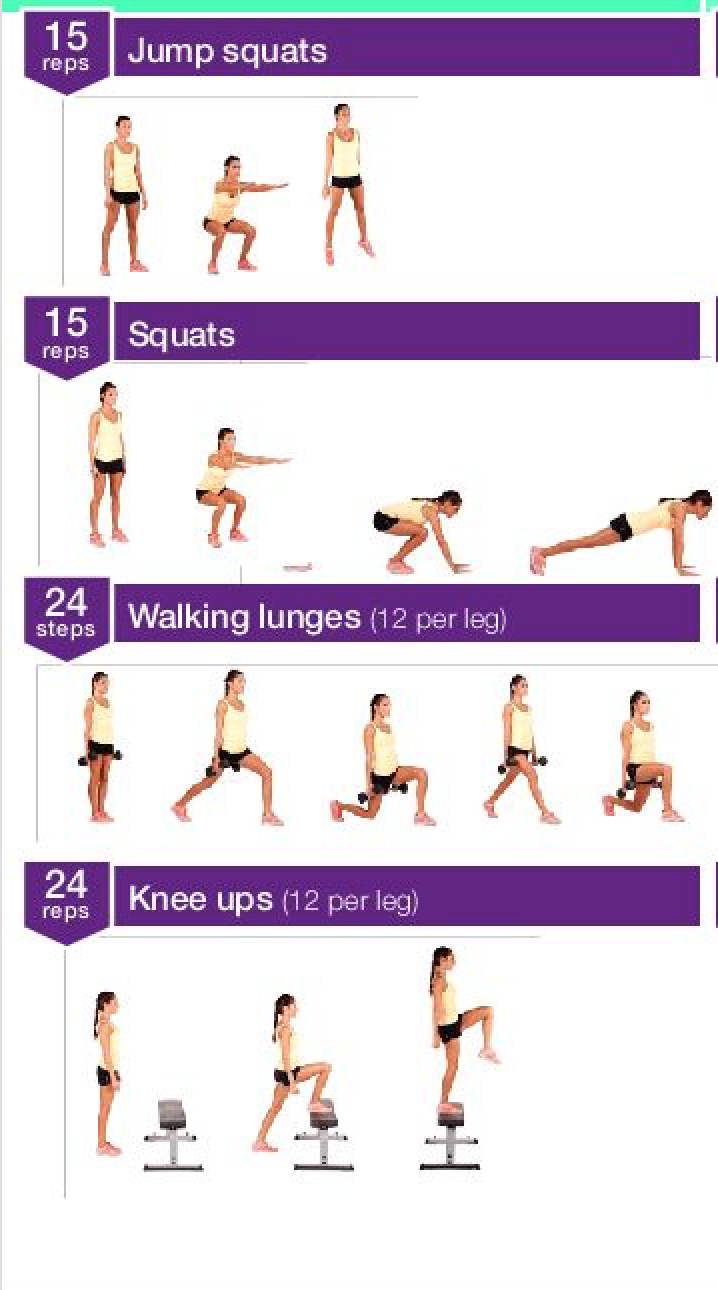 15
reps
Jump squats
15
reps
Squats
24
steps
Walking lunges (12 per leg)
24
reps
Knee ups (12 per leg)